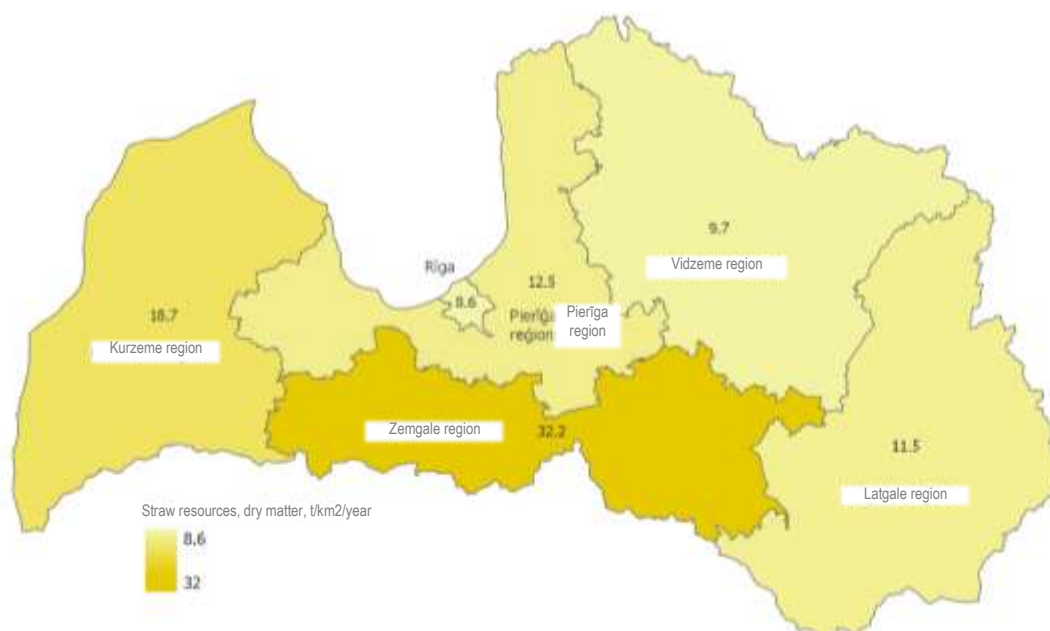 9.7
Vidzeme region
Rīga
12.5
8.6
Pierīga
region
Pierīga
reģion
18.7
Kurzeme region
Zemgale region
32.2
11.5
Latgale region
Straw resources, dry matter, t/km2/year
8,6
32